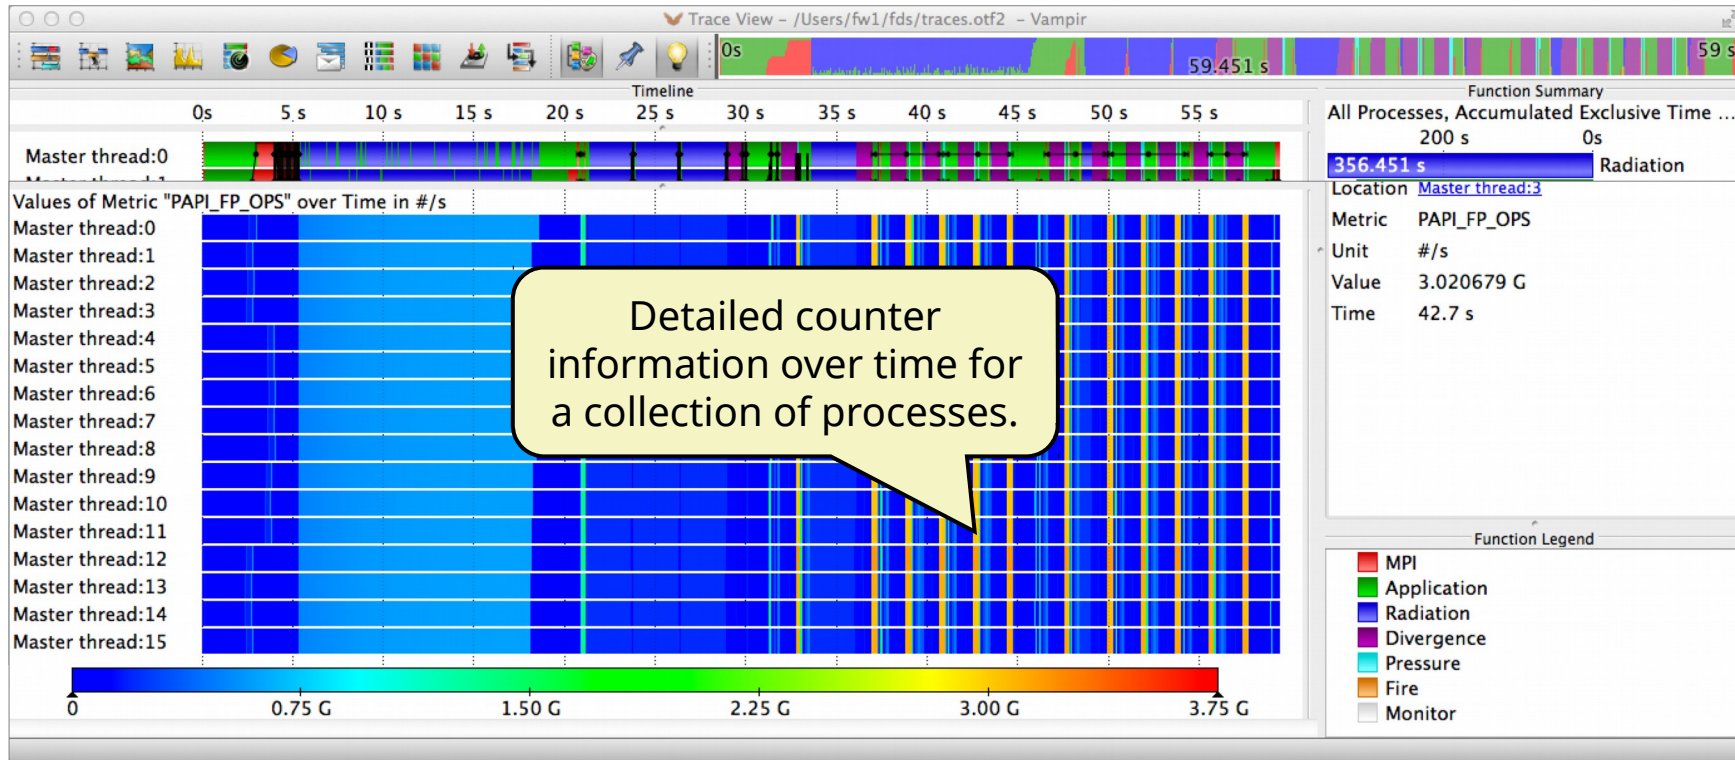 Trace View – /Users/fw1/fds/traces.otf2 – Vampir
0s
59.451 s
59 s
Timeline
0s 5 s 10 s 15 s 20 s 25 s 30 s 35 s 40 s 45 s 50 s 55 s
Master thread:0
Values of Metric "PAPI_FP_OPS" over Time in #/s
Master thread:0
Master thread:1
Master thread:2
Master thread:3
Master thread:4
Master thread:5
Master thread:6
Master thread:7
Master thread:8
Master thread:9
Master thread:10
Master thread:11
Master thread:12
Master thread:13
Master thread:14
Master thread:15
0 0.75 G 1.50 G 2.25 G 3.00 G 3.75 G
Detailed counter
information over time for
a collection of processes.
Function Summary
All Processes, Accumulated Exclusive Time ...
200 s 0s
356.451 s Radiation
Location Master thread:3
Metric PAPI_FP_OPS
Unit #/s
Value 3.020679 G
Time 42.7 s
Function Legend
MPI
Application
Radiation
Divergence
Pressure
Fire
Monitor